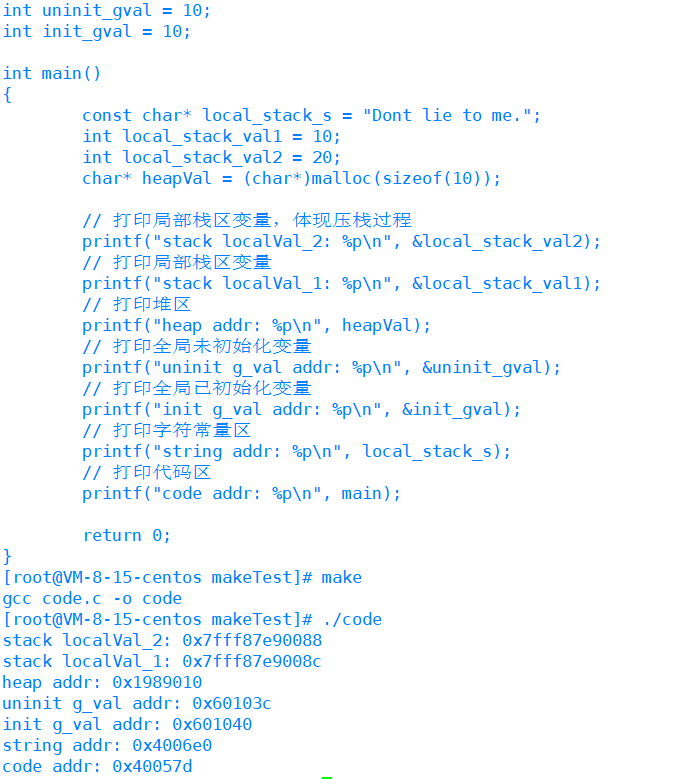 int uninit_gval = 10;
int init_gval = 10;

int main()
{
        const char* local_stack_s = "Dont lie to me.";
        int local_stack_val1 = 10;
        int local_stack_val2 = 20;
        char* heapVal = (char*)malloc(sizeof(10));

        // 打印局部栈区变量，体现压栈过程
        printf("stack localVal_2: %p\n", &local_stack_val2);
        // 打印局部栈区变量
        printf("stack localVal_1: %p\n", &local_stack_val1);
        // 打印堆区
        printf("heap addr: %p\n", heapVal);
        // 打印全局未初始化变量
        printf("uninit g_val addr: %p\n", &uninit_gval);
        // 打印全局已初始化变量
        printf("init g_val addr: %p\n", &init_gval);
        // 打印字符常量区
        printf("string addr: %p\n", local_stack_s);
        // 打印代码区
        printf("code addr: %p\n", main);

        return 0;
}
[root@VM-8-15-centos makeTest]# make
gcc code.c -o code
[root@VM-8-15-centos makeTest]# ./code
stack localVal_2: 0x7fff87e90088
stack localVal_1: 0x7fff87e9008c
heap addr: 0x1989010
uninit g_val addr: 0x60103c
init g_val addr: 0x601040
string addr: 0x4006e0
code addr: 0x40057d